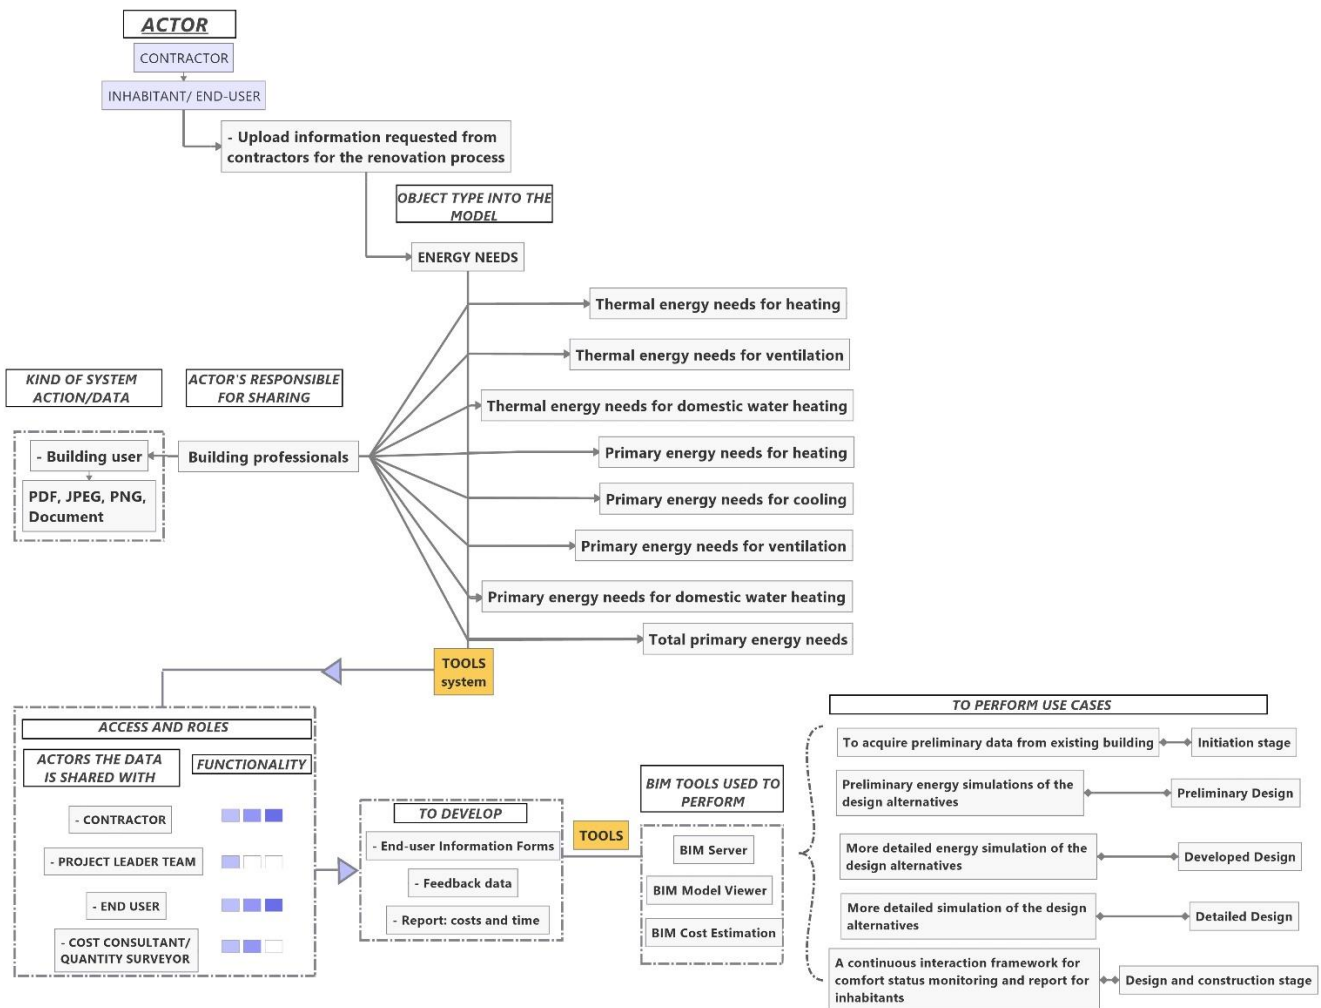 ACTOR
CONTRACTOR
INHABITANT/ END-USER
- Upload information requested from
contractors for the renovation process
OBJECT TYPE INTO THE
MODEL
ENERGY NEEDS
Thermal energy needs for heating
Thermal energy needs for ventilation
Thermal energy needs for domestic water heating
Primary energy needs for heating
Primary energy needs for cooling
Primary energy needs for ventilation
Primary energy needs for domestic water heating
Total primary energy needs
KIND OF SYSTEM
ACTION/DATA
ACTOR'S RESPONSIBLE
FOR SHARING
- Building user
Building professionals
PDF, JPEG, PNG,
Document
TOOLS
system
ACCESS AND ROLES
ACTORS THE DATA
IS SHARED WITH
FUNCTIONALITY
- CONTRACTOR
- PROJECT LEADER TEAM
- END USER
- COST CONSULTANT/
QUANTITY SURVEYOR
TO DEVELOP
- End-user Information Forms
- Feedback data
- Report: costs and time
TOOLS
BIM TOOLS USED TO
PERFORM
BIM Server
BIM Model Viewer
BIM Cost Estimation
TO PERFORM USE CASES
To acquire preliminary data from existing building
Initiation stage
Preliminary energy simulations of the
design alternatives
Preliminary Design
More detailed energy simulation of the
design alternatives
Developed Design
More detailed simulation of the design
alternatives
Detailed Design
A continuous interaction framework for
comfort status monitoring and report for
inhabitants
Design and construction stage